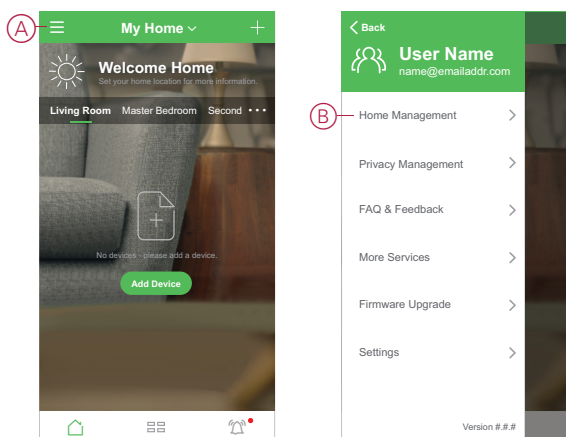 A
My Home
Welcome Home
Set your home location for more information.
Living Room Master Bedroom Second
No devices - please add a device.
Add Device
Back
User Name
name@emailaddr.com
B
Home Management
Privacy Management
FAQ & Feedback
More Services
Firmware Upgrade
Settings
Version #.#.#